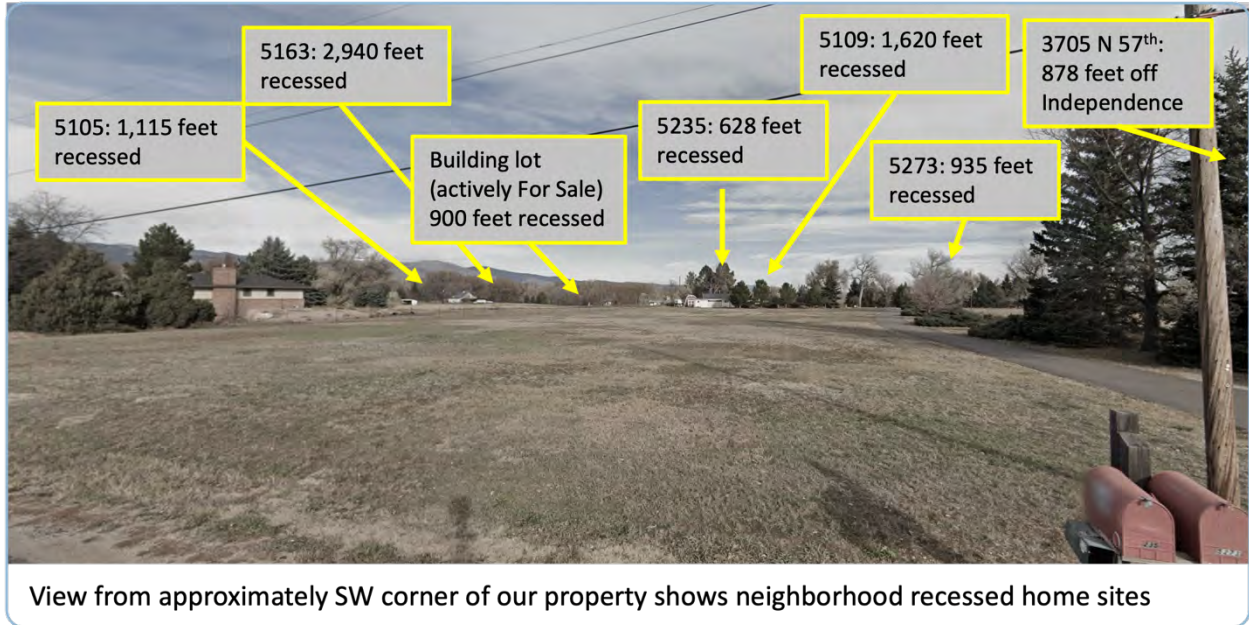 5163: 2,940 feet
recessed
5109: 1,620 feet
recessed
3705 N 57th:
878 feet off
Independence
5105: 1,115 feet
recessed
Building lot
(actively For Sale)
900 feet recessed
5235: 628 feet
recessed
5273: 935 feet
recessed
View from approximately SW corner of our property shows neighborhood recessed home sites